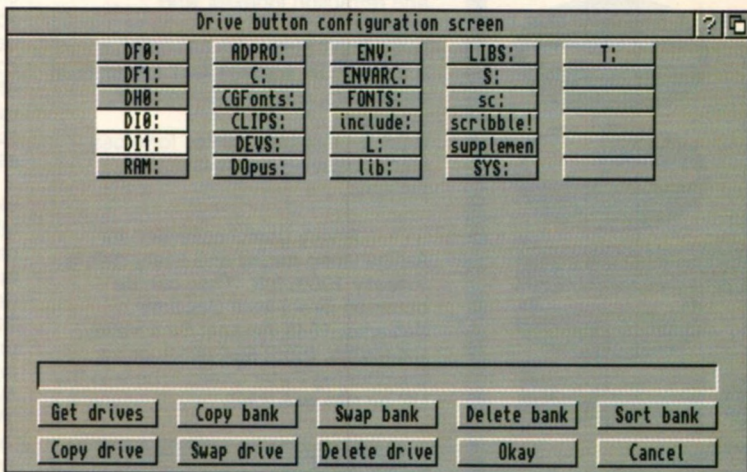 Drive button configuration screen ?
DF0: ADPRO: ENV: LIBS: T:
DF1: C: ENVARC: S:
DH0: CGFonts: FONTS: sc:
DI0: CLIPS: include: scribble!
DI1: DEVS: L: supplemen
RAM: DOpus: lib: SYS:
Get drives Copy bank Swap bank Delete bank Sort bank
Copy drive Swap drive Delete drive Okay Cancel